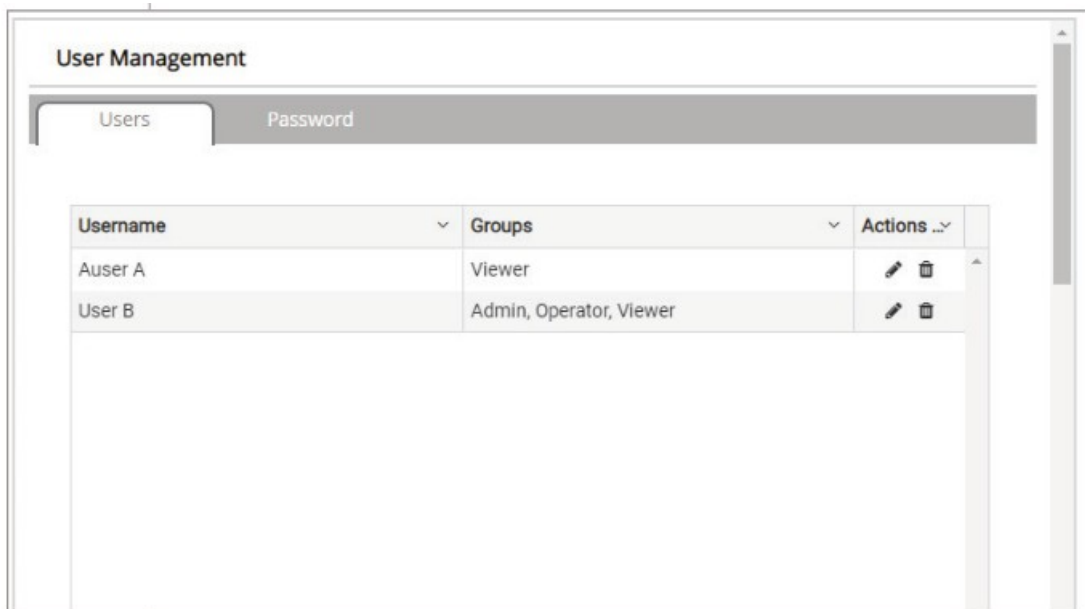 User Management
Users Password
Username Groups Actions ...
Auser A Viewer
User B Admin, Operator, Viewer